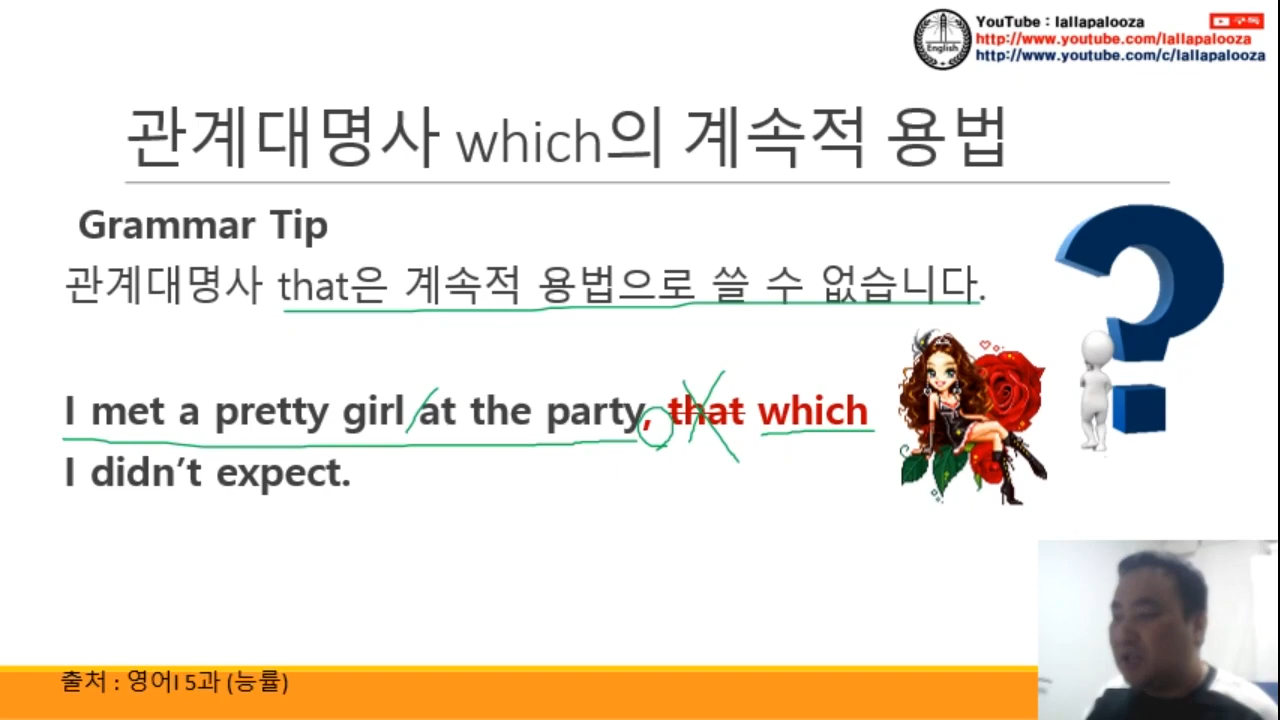 YouTube : lallapalooza
구독
http://www.youtube.com/lallapalooza
http://www.youtube.com/c/lallapalooza
English
관계대명사 which의 계속적 용법
Grammar Tip
관계대명사 that은 계속적 용법으로 쓸 수 없습니다.
I met a pretty girl at the party, that which
I didn't expect.
출처 : 영어I 5과 (능률)